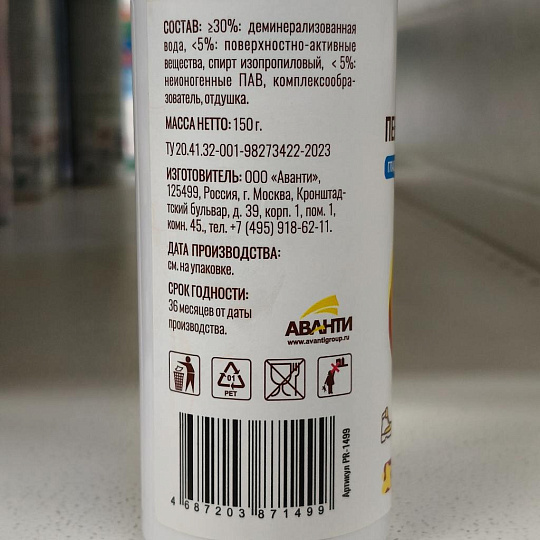 СОСТАВ: ≥30%: деминерализованная
вода, <5%: поверхностно-активные
вещества, спирт изопропиловый, < 5%:
неионогенные ПАВ, комплексообра-
зователь, отдушка.
МАССА НЕТТО: 150 г.
ТУ 20.41.32-001-98273422-2023
ИЗГОТОВИТЕЛЬ: ООО «Аванти»,
125499, Россия, г. Москва, Кронштад-
тский бульвар, д. 39, корп. 1, пом. 1,
комн. 45., тел. +7 (495) 918-62-11.
ДАТА ПРОИЗВОДСТВА:
см. на упаковке.
СРОК ГОДНОСТИ:
36 месяцев от даты
производства.
АВАНТИ
www.avantigroup.ru
01
PET
Артикул PR-1499
4 687203 871499